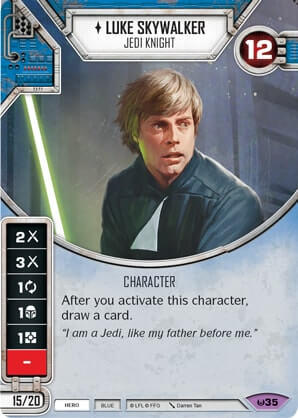 LUKE SKYWALKER
JEDI KNIGHT
12
2
3
1
1
1
-
15/20
CHARACTER
After you activate this character,
draw a card.
"I am a Jedi, like my father before me."
HERO
BLUE
© LFL © FFG
Darren Tan
35